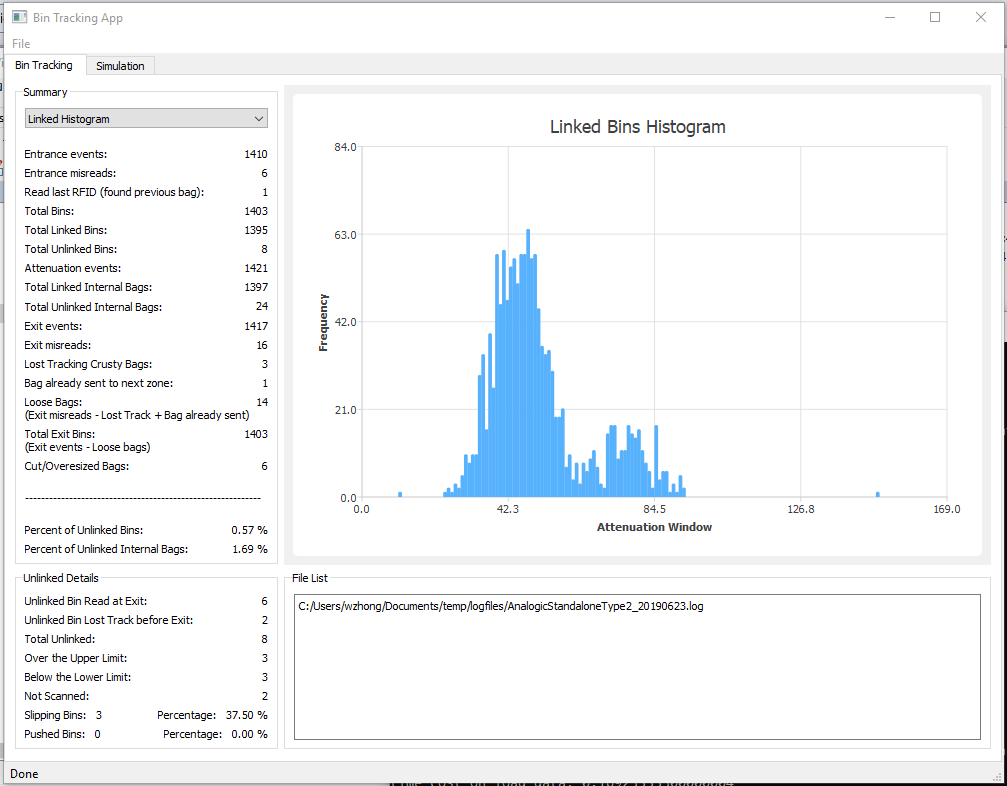 Bin Tracking App
File
Bin Tracking Simulation
Summary
Linked Histogram
Entrance events: 1410
Entrance misreads: 6
Read last RFID (found previous bag): 1
Total Bins: 1403
Total Linked Bins: 1395
Total Unlinked Bins: 8
Attenuation events: 1421
Total Linked Internal Bags: 1397
Total Unlinked Internal Bags: 24
Exit events: 1417
Exit misreads: 16
Lost Tracking Crusty Bags: 3
Bag already sent to next zone: 1
Loose Bags: 14
(Exit misreads - Lost Track + Bag already sent)
Total Exit Bins: 1403
(Exit events - Loose bags)
Cut/Overesized Bags: 6
------------------------------------------------------------
Percent of Unlinked Bins: 0.57 %
Percent of Unlinked Internal Bags: 1.69 %
Linked Bins Histogram
Frequency
84.0
63.0
42.0
21.0
0.0
0.0 42.3 84.5 126.8 169.0
Attenuation Window
Unlinked Details
Unlinked Bin Read at Exit: 6
Unlinked Bin Lost Track before Exit: 2
Total Unlinked: 8
Over the Upper Limit: 3
Below the Lower Limit: 3
Not Scanned: 2
Slipping Bins: 3 Percentage: 37.50 %
Pushed Bins: 0 Percentage: 0.00 %
File List
C:/Users/wzhong/Documents/temp/logfiles/AnalogicStandaloneType2_20190623.log
Done